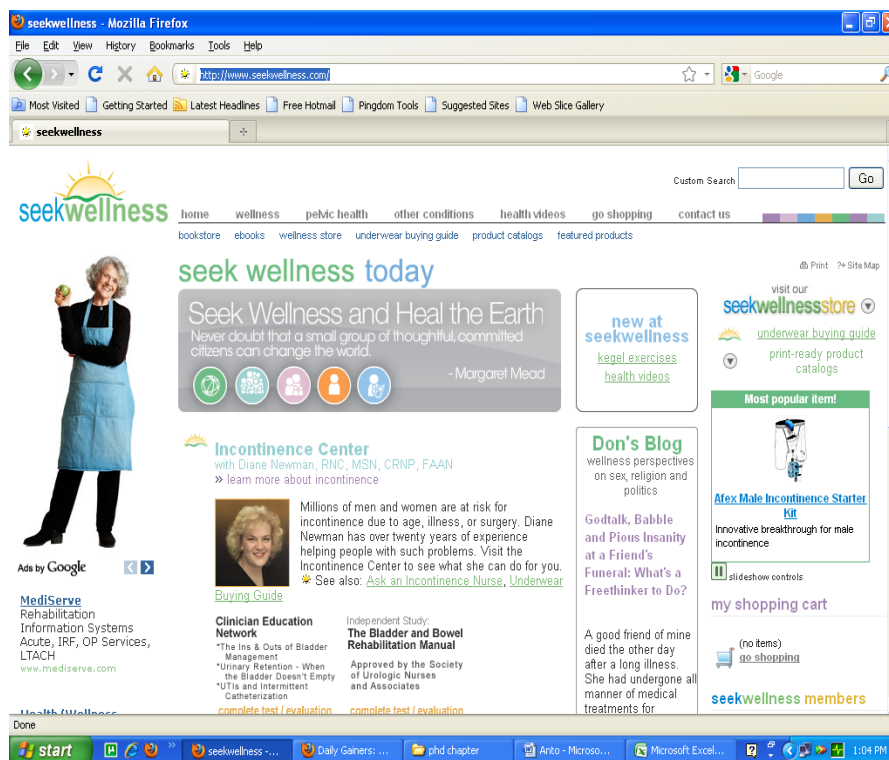 seekwellness - Mozilla Firefox
File Edit View History Bookmarks Tools Help
http://www.seekwellness.com/
Google
Most Visited Getting Started Latest Headlines Free Hotmail Pingdom Tools Suggested Sites Web Slice Gallery
seekwellness
Custom Search Go
seekwellness
home wellness pelvic health other conditions health videos go shopping contact us
bookstore ebooks wellness store underwear buying guide product catalogs featured products
Print ?+ Site Map
seek wellness today
Seek Wellness and Heal the Earth
Never doubt that a small group of thoughtful, committed
citizens can change the world.
- Margaret Mead
new at
seekwellness
kegel exercises
health videos
visit our
seekwellnessstore
underwear buying guide
print-ready product
catalogs
Most popular item!
Afex Male Incontinence Starter
Kit
Innovative breakthrough for male
incontinence
slideshow controls
my shopping cart
(no items)
go shopping
seekwellness members
Incontinence Center
with Diane Newman, RNC, MSN, CRNP, FAAN
» learn more about incontinence
Millions of men and women are at risk for
incontinence due to age, illness, or surgery. Diane
Newman has over twenty years of experience
helping people with such problems. Visit the
Incontinence Center to see what she can do for you.
See also: Ask an Incontinence Nurse, Underwear
Buying Guide
Clinician Education
Network
*The Ins & Outs of Bladder
Management
*Urinary Retention - When
the Bladder Doesn't Empty
*UTIs and Intermittent
Catheterization
complete test / evaluation
Independent Study:
The Bladder and Bowel
Rehabilitation Manual
Approved by the Society
of Urologic Nurses
and Associates
complete test / evaluation
Don's Blog
wellness perspectives
on sex, religion and
politics
Godtalk, Babble
and Pious Insanity
at a Friend's
Funeral: What's a
Freethinker to Do?
A good friend of mine
died the other day
after a long illness.
She had undergone all
manner of medical
treatments for
Ads by Google
MediServe
Rehabilitation
Information Systems
Acute, IRF, OP Services,
LTACH
www.mediserve.com
Health/Wellness
Done
start seekwellness -... Daily Gainers: ... phd chapter Anto - Microso... Microsoft Excel... 1:04 PM